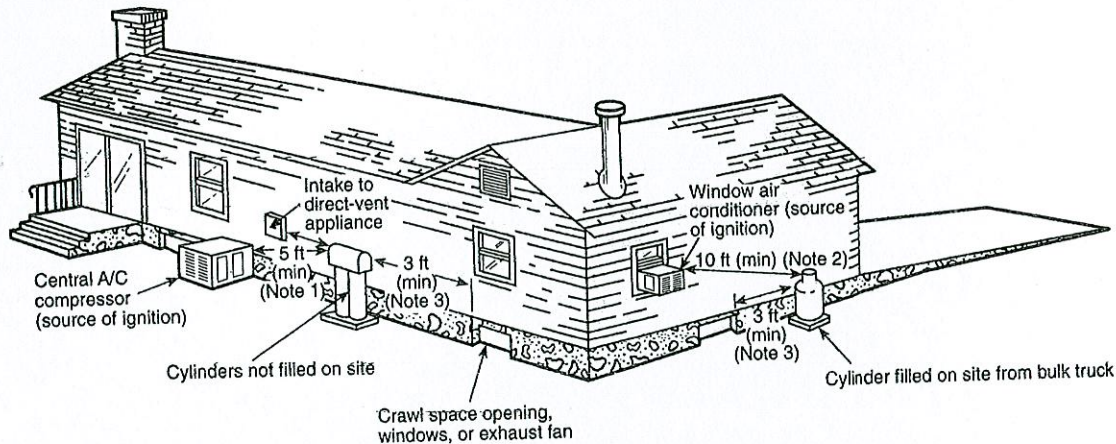 Intake to
direct-vent
appliance
Window air
conditioner (source
of ignition)
5 ft
(min)
(Note 1)
3 ft
(min)
(Note 3)
10 ft (min) (Note 2)
Central A/C
compressor
(source of ignition)
3 ft
(min)
(Note 3)
Cylinders not filled on site
Cylinder filled on site from bulk truck
Crawl space opening,
windows, or exhaust fan